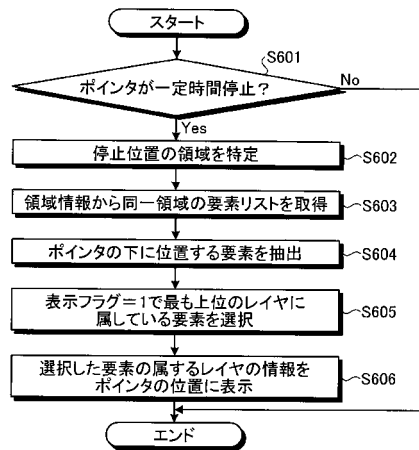 スタート
S601
ポインタが一定時間停止？
No
Yes
停止位置の領域を特定
S602
領域情報から同一領域の要素リストを取得
S603
ポインタの下に位置する要素を抽出
S604
表示フラグ＝1で最も上位のレイヤに
属している要素を選択
S605
選択した要素の属するレイヤの情報を
ポインタの位置に表示
S606
エンド